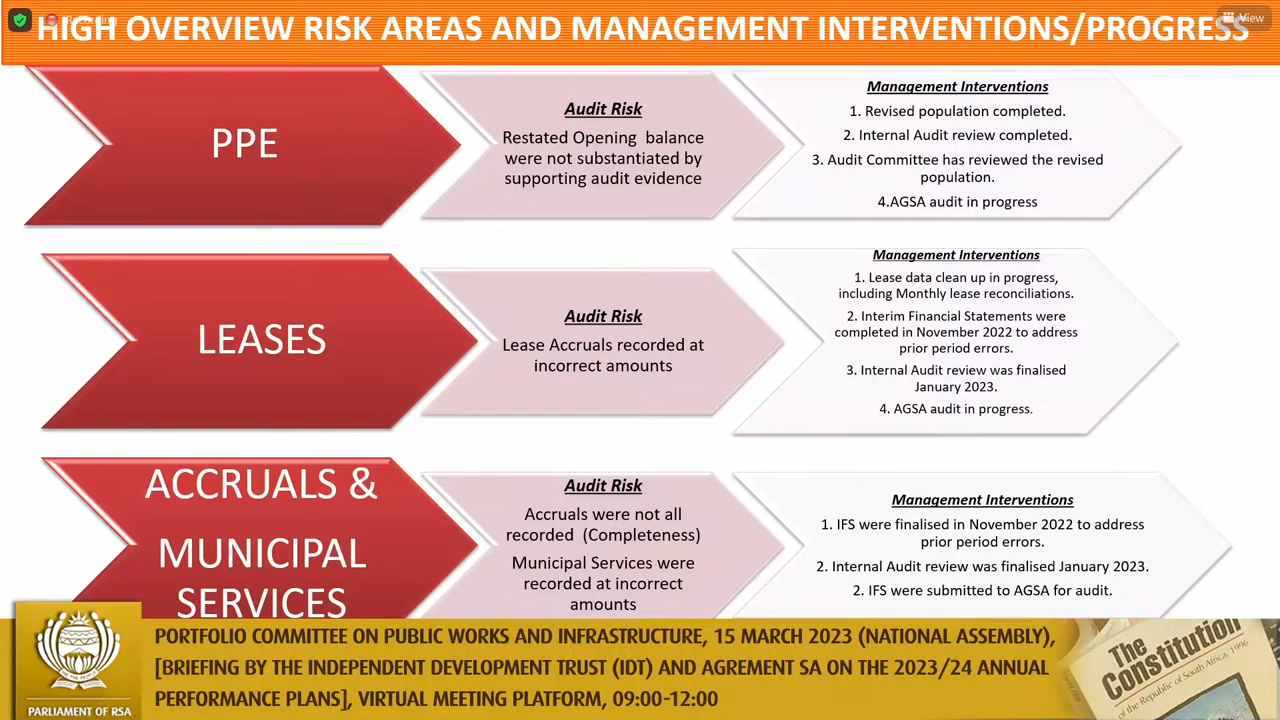 HIGH OVERVIEW RISK AREAS AND MANAGEMENT INTERVENTIONS/PROGRESS
Recording
View
PPE
Audit Risk
Restated Opening balance
were not substantiated by
supporting audit evidence
Management Interventions
1. Revised population completed.
2. Internal Audit review completed.
3. Audit Committee has reviewed the revised
population.
4.AGSA audit in progress
LEASES
Audit Risk
Lease Accruals recorded at
incorrect amounts
Management Interventions
1. Lease data clean up in progress,
including Monthly lease reconciliations.
2. Interim Financial Statements were
completed in November 2022 to address
prior period errors.
3. Internal Audit review was finalised
January 2023.
4. AGSA audit in progress.
ACCRUALS &
MUNICIPAL
SERVICES
Audit Risk
Accruals were not all
recorded (Completeness)
Municipal Services were
recorded at incorrect
amounts
Management Interventions
1. IFS were finalised in November 2022 to address
prior period errors.
2. Internal Audit review was finalised January 2023.
2. IFS were submitted to AGSA for audit.
PARLIAMENT OF RSA
PORTFOLIO COMMITTEE ON PUBLIC WORKS AND INFRASTRUCTURE, 15 MARCH 2023 (NATIONAL ASSEMBLY),
[BRIEFING BY THE INDEPENDENT DEVELOPMENT TRUST (IDT) AND AGREMENT SA ON THE 2023/24 ANNUAL
PERFORMANCE PLANS], VIRTUAL MEETING PLATFORM, 09:00-12:00
The
Constitution
of the Republic of South Africa, 1996